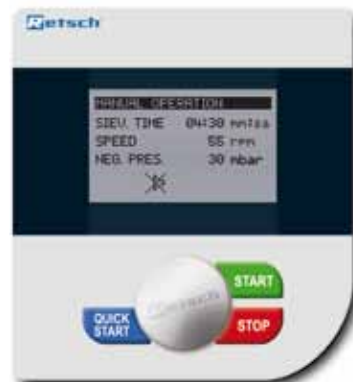 Retsch
MANUAL OPERATION
SIEV. TIME 04:30 mm:ss
SPEED 55 rpm
NEG. PRES. 30 mbar
Retsch
START
QUICK
START
STOP